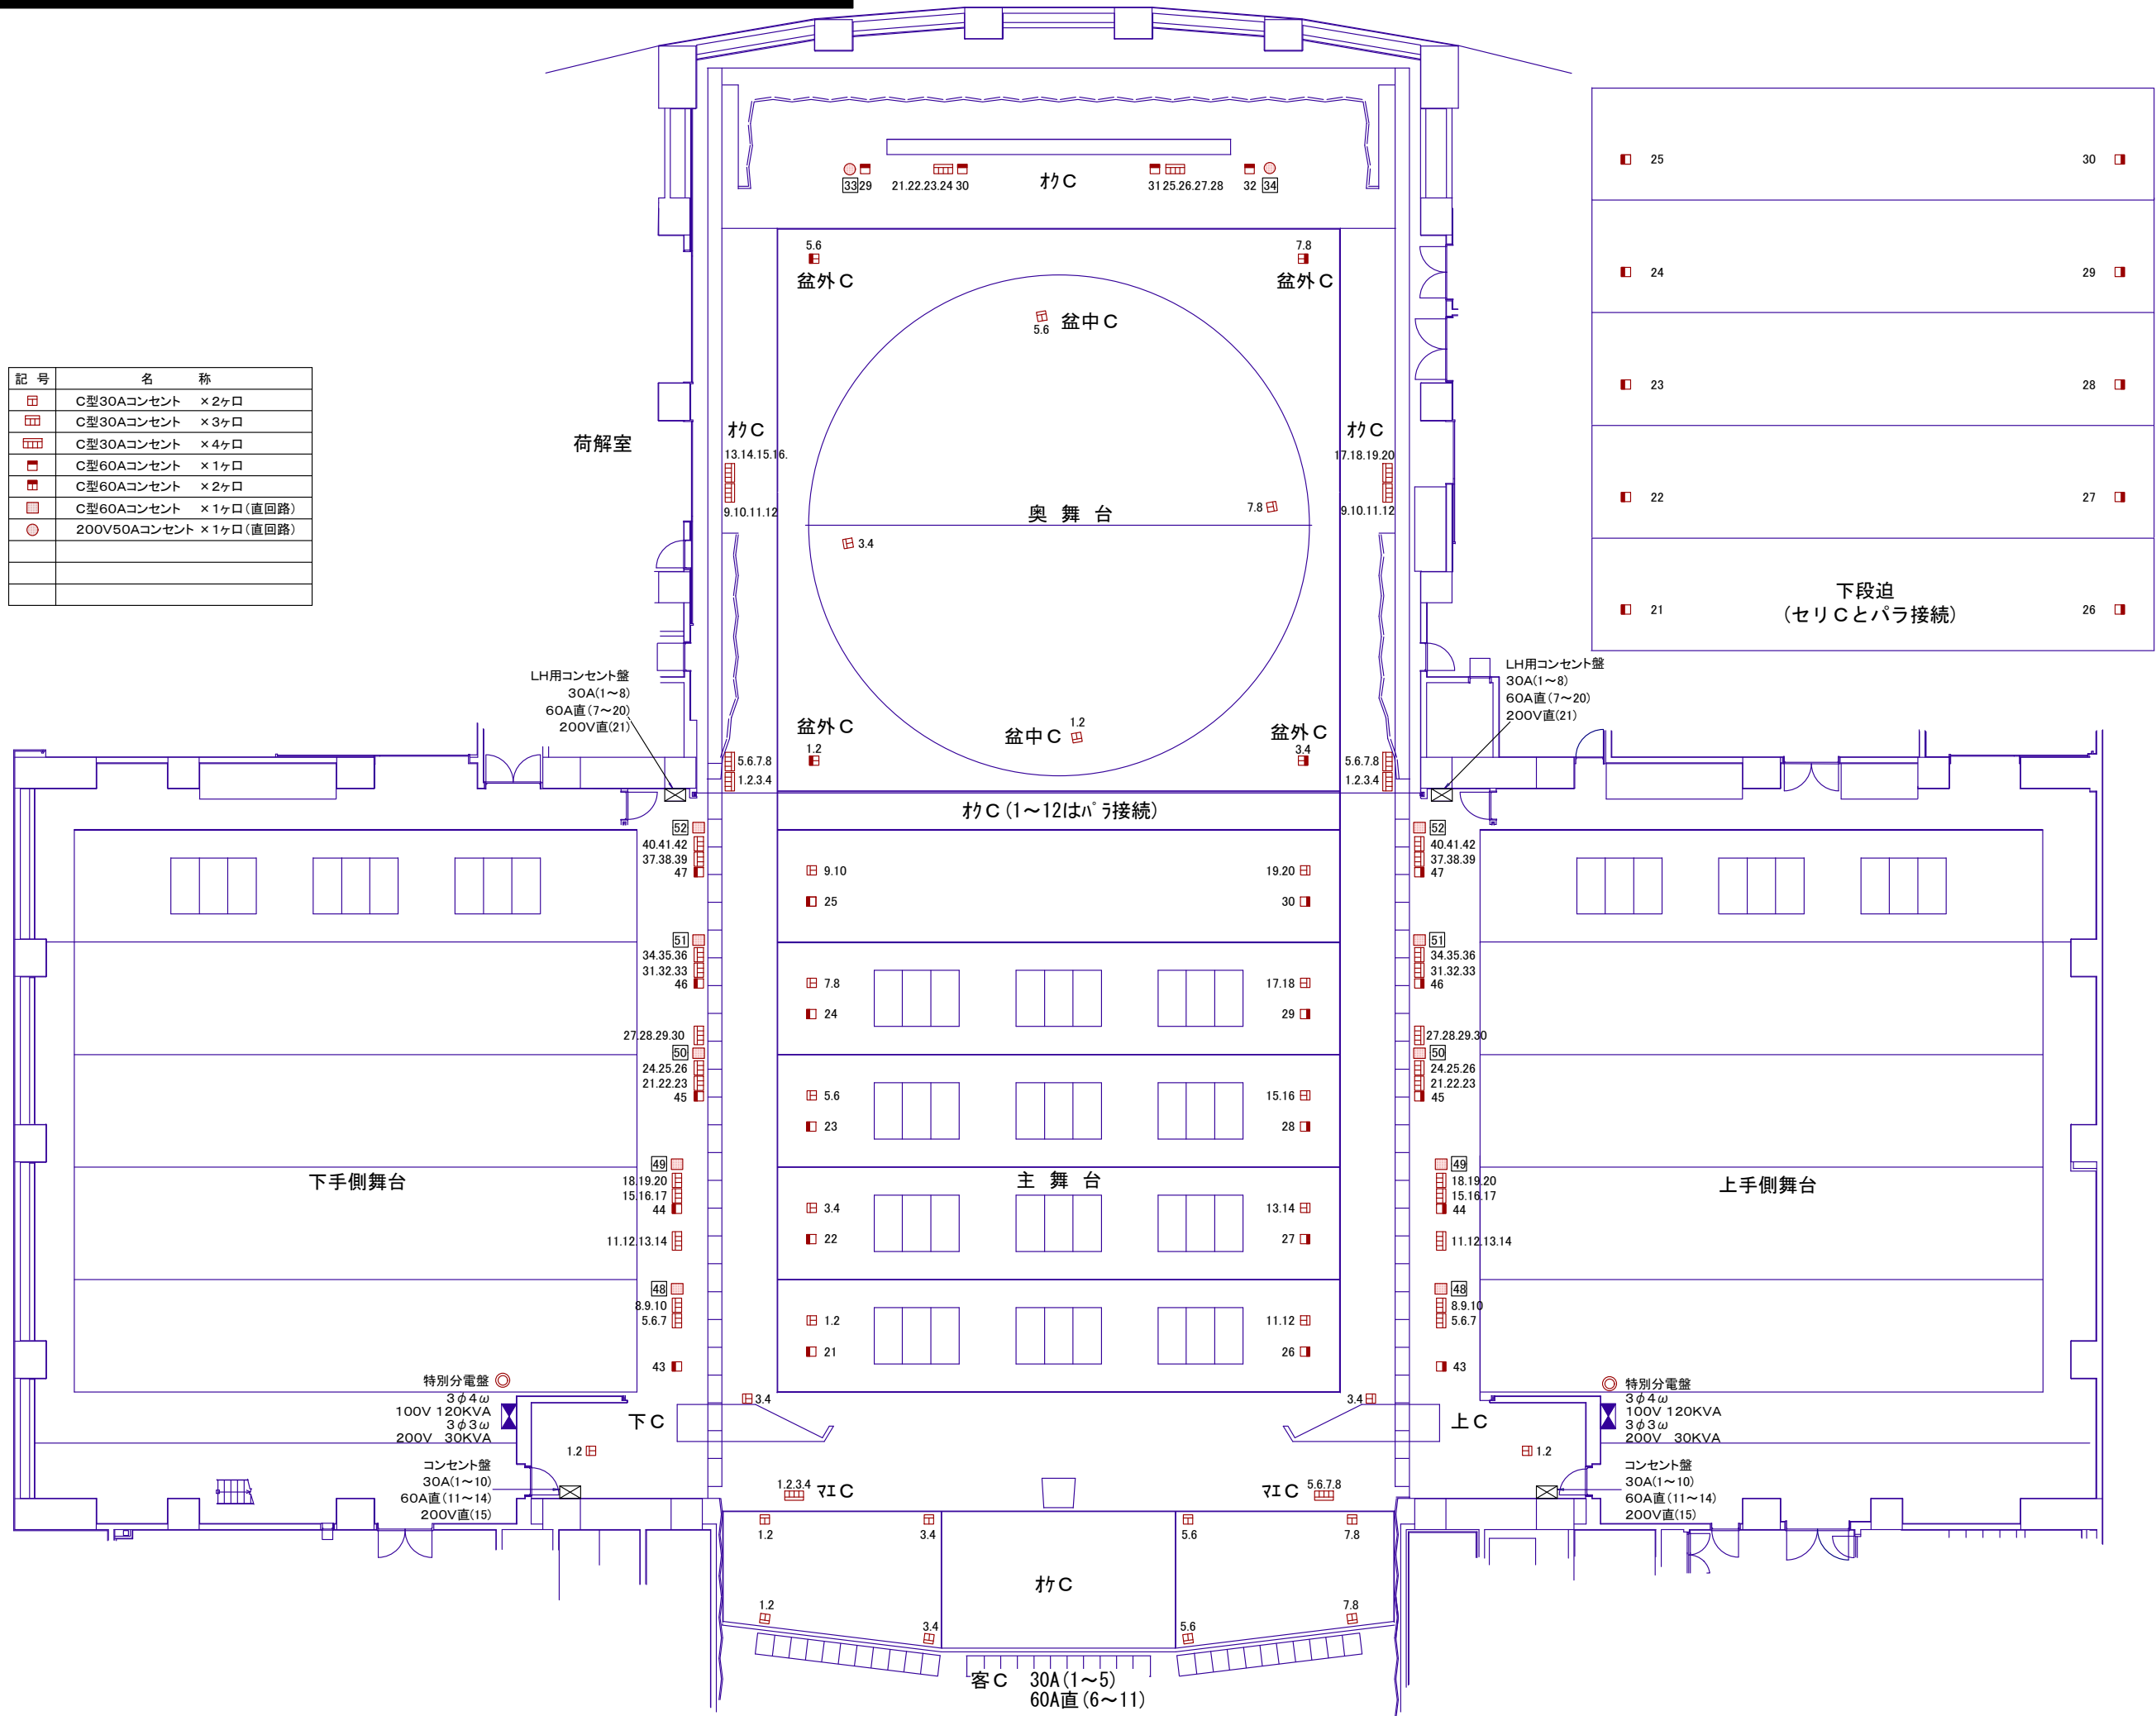 33 29 21.22.23.24 30 ｵｸC 31 25.26.27.28 32 34
25 30
24 29
23 28
22 27
21 26
下段迫
(セリCとパラ接続)
5.6 7.8
盆外C 盆外C
5.6 盆中C
記 号 名 称
C型30Aコンセント ×2ヶ口
C型30Aコンセント ×3ヶ口
C型30Aコンセント ×4ヶ口
C型60Aコンセント ×1ヶ口
C型60Aコンセント ×2ヶ口
C型60Aコンセント ×1ヶ口(直回路)
200V50Aコンセント ×1ヶ口(直回路)
荷解室
ｵｸC ｵｸC
13.14.15.16. 17.18.19.20
9.10.11.12 9.10.11.12
奥 舞 台
7.8
3.4
LH用コンセント盤
30A(1～8)
60A直(7～20)
200V直(21)
LH用コンセント盤
30A(1～8)
60A直(7～20)
200V直(21)
盆外C 盆中C 1.2 盆外C
1.2 3.4
5.6.7.8 5.6.7.8
1.2.3.4 1.2.3.4
ｵｸC(1～12はﾊﾟﾗ接続)
52 52
40.41.42 40.41.42
37.38.39 37.38.39
47 47
9.10 19.20
25 30
51 51
34.35.36 34.35.36
31.32.33 31.32.33
46 46
7.8 17.18
24 29
27.28.29.30 27.28.29.30
50 50
24.25.26 24.25.26
21.22.23 21.22.23
45 45
5.6 15.16
23 28
49 49
18.19.20 18.19.20
15.16.17 15.16.17
44 44
下手側舞台 主 舞 台 上手側舞台
3.4 13.14
22 27
11.12.13.14 11.12.13.14
48 48
8.9.10 8.9.10
5.6.7 5.6.7
1.2 11.12
21 26
43 43
特別分電盤
3φ4ω
100V 120KVA
3φ3ω
200V 30KVA
特別分電盤
3φ4ω
100V 120KVA
3φ3ω
200V 30KVA
3.4 3.4
下C 上C
1.2 1.2
コンセント盤
30A(1～10)
60A直(11～14)
200V直(15)
コンセント盤
30A(1～10)
60A直(11～14)
200V直(15)
1.2.3.4 ﾏｴC ﾏｴC 5.6.7.8
1.2 3.4 5.6 7.8
ｵｹC
1.2 3.4 5.6 7.8
客C 30A(1～5)
60A直(6～11)